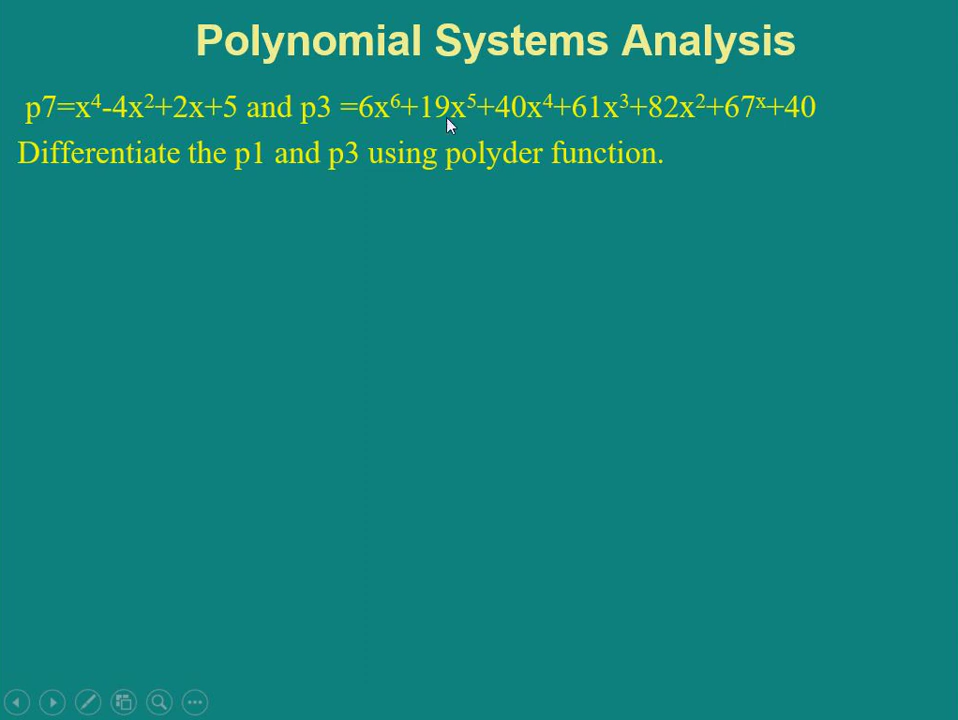 Polynomial Systems Analysis
p7=x⁴-4x²+2x+5 and p3 =6x⁶+19x⁵+40x⁴+61x³+82x²+67ˣ+40
Differentiate the p1 and p3 using polyder function.